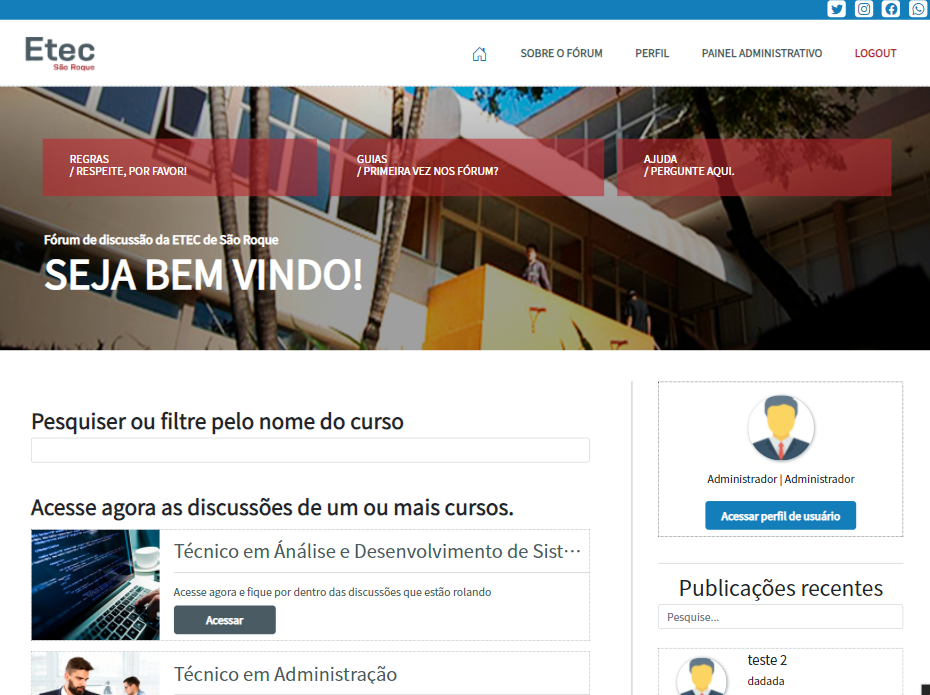 Etec
São Roque
SOBRE O FÓRUM
PERFIL
PAINEL ADMINISTRATIVO
LOGOUT
REGRAS
/ RESPEITE, POR FAVOR!
GUIAS
/ PRIMEIRA VEZ NOS FÓRUM?
AJUDA
/ PERGUNTE AQUI.
Fórum de discussão da ETEC de São Roque
SEJA BEM VINDO!
Pesquiser ou filtre pelo nome do curso
Acesse agora as discussões de um ou mais cursos.
Técnico em Ánálise e Desenvolvimento de Sist...
Acesse agora e fique por dentro das discussões que estão rolando
Acessar
Técnico em Administração
Administrador | Administrador
Acessar perfil de usuário
Publicações recentes
Pesquise...
teste 2
dadada